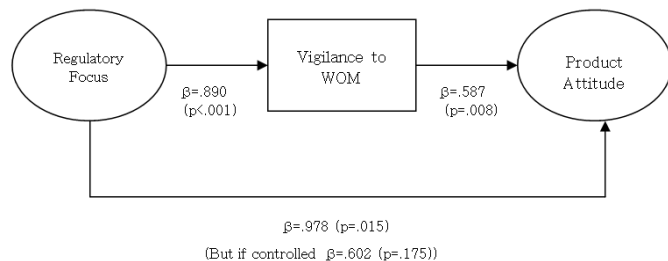 Regulatory
Focus
Vigilance to
WOM
Product
Attitude
β=.890
(p<.001)
β=.587
(p=.008)
β=.978 (p=.015)
(But if controlled β=.602 (p=.175))